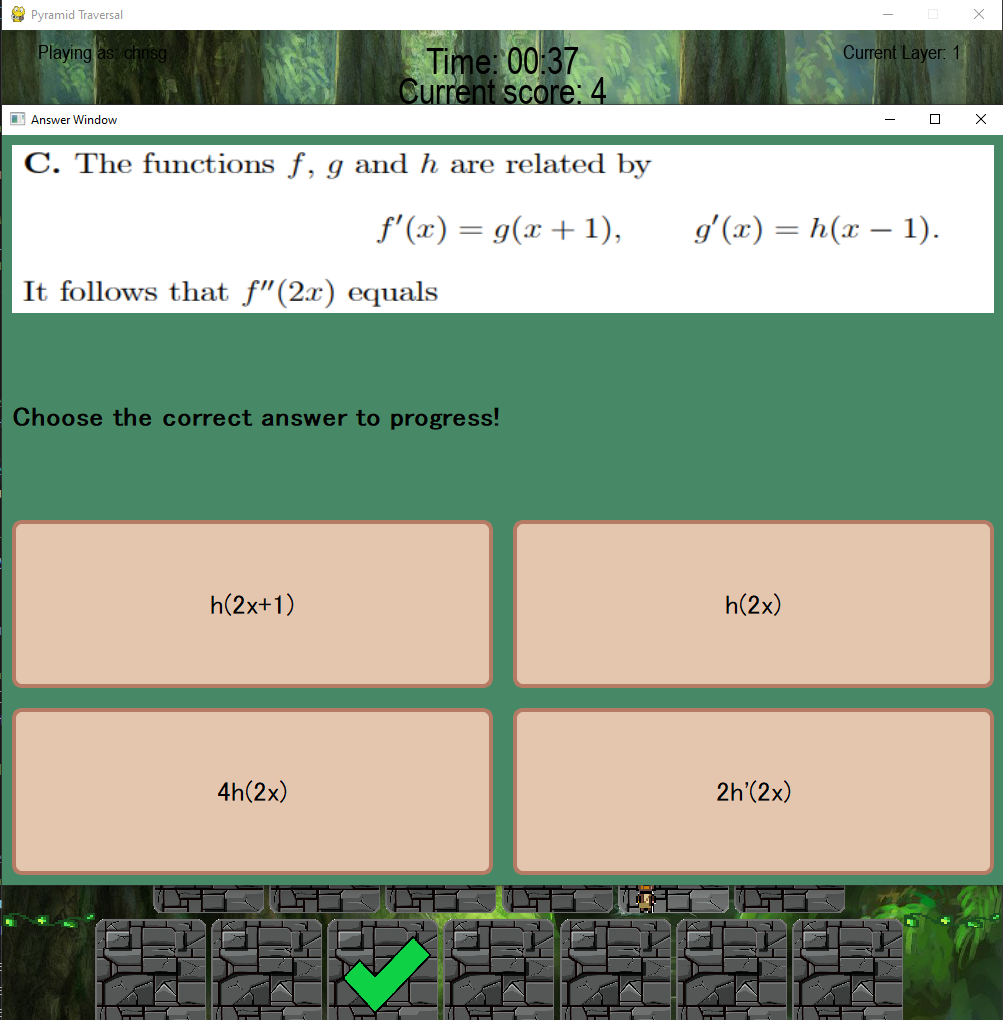 Pyramid Traversal
Playing as: chrisg
Time: 00:37
Current Layer: 1
Current score: 4
Answer Window
C. The functions f, g and h are related by
f′(x) = g(x + 1), g′(x) = h(x − 1).
It follows that f″(2x) equals
Choose the correct answer to progress!
h(2x+1)
h(2x)
4h(2x)
2h'(2x)